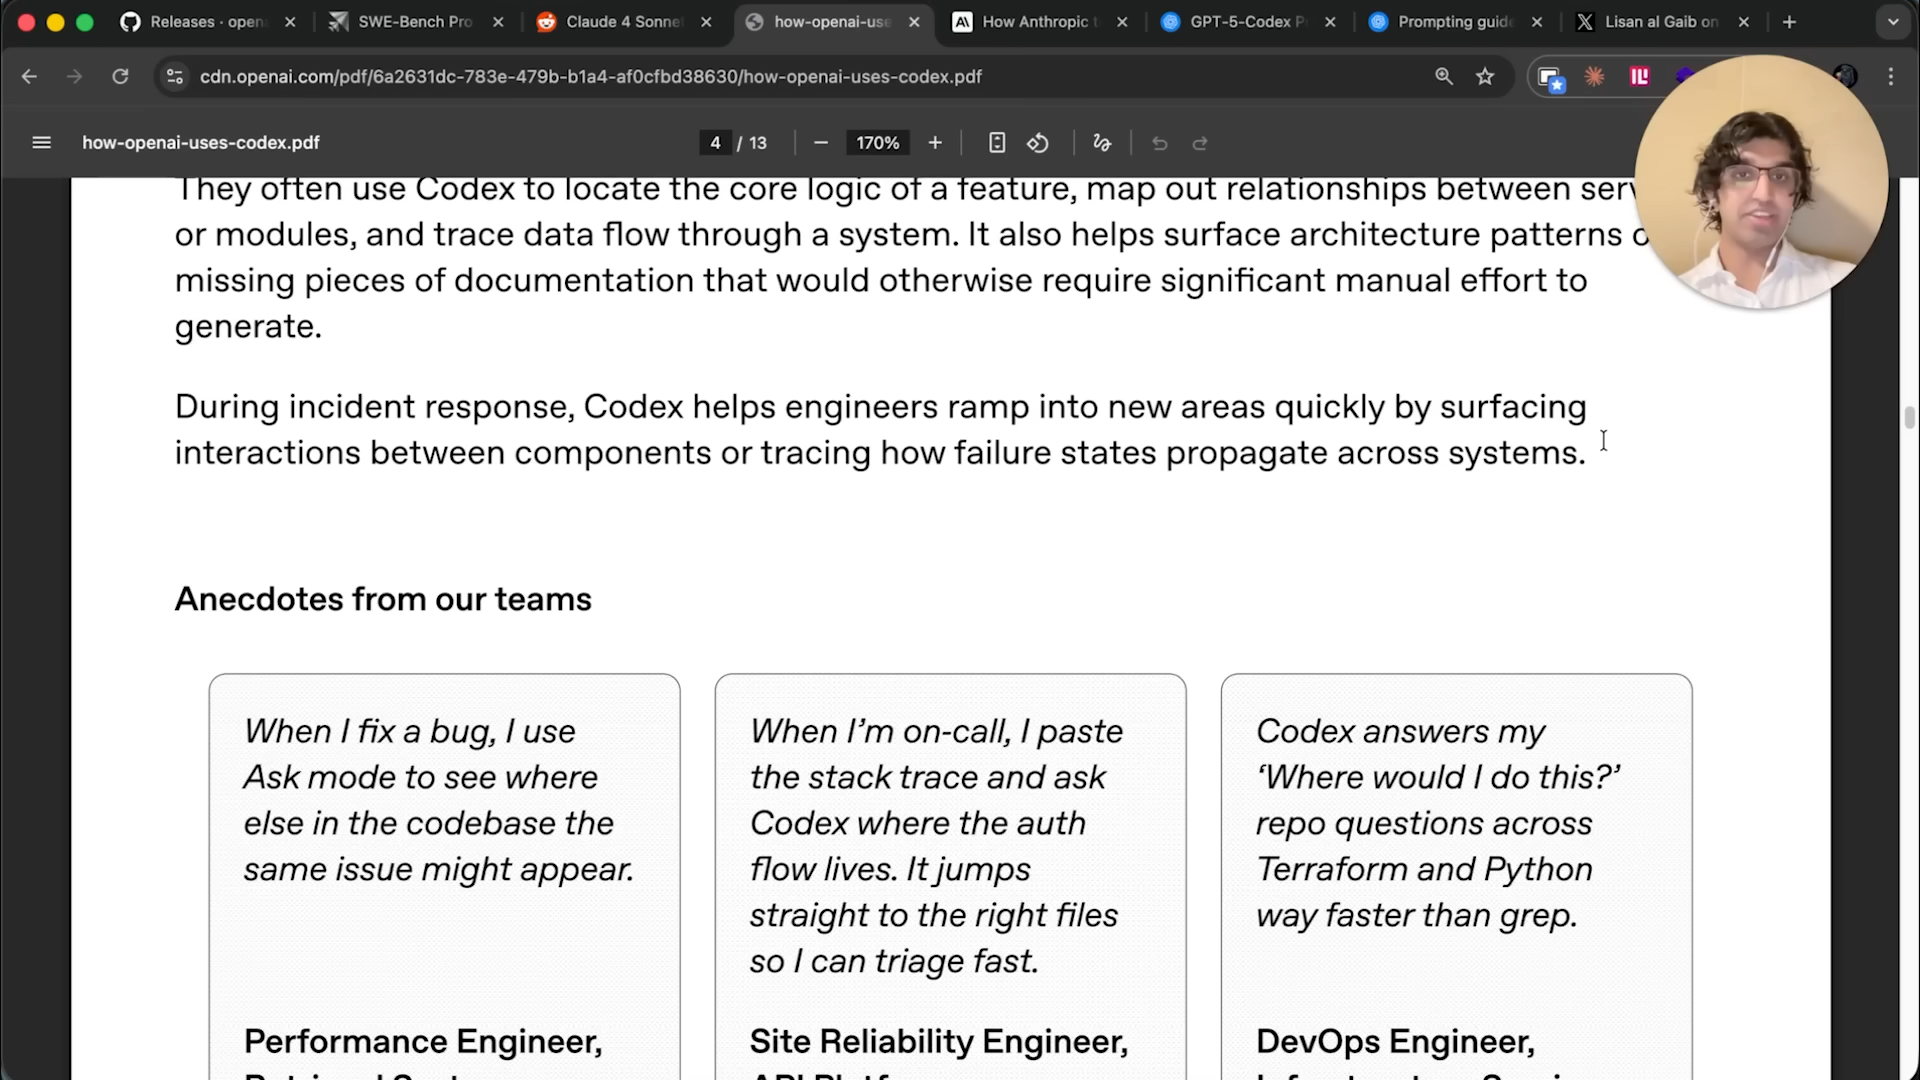 Releases · open
SWE-Bench Pro
Claude 4 Sonne
how-openai-use
How Anthropic t
GPT-5-Codex P
Prompting guid
Lisan al Gaib on
cdn.openai.com/pdf/6a2631dc-783e-479b-b1a4-af0cfbd38630/how-openai-uses-codex.pdf
how-openai-uses-codex.pdf
4 / 13
170%
They often use Codex to locate the core logic of a feature, map out relationships between serv
or modules, and trace data flow through a system. It also helps surface architecture patterns o
missing pieces of documentation that would otherwise require significant manual effort to
generate.
During incident response, Codex helps engineers ramp into new areas quickly by surfacing
interactions between components or tracing how failure states propagate across systems.
Anecdotes from our teams
When I fix a bug, I use
Ask mode to see where
else in the codebase the
same issue might appear.
Performance Engineer,
When I’m on-call, I paste
the stack trace and ask
Codex where the auth
flow lives. It jumps
straight to the right files
so I can triage fast.
Site Reliability Engineer,
Codex answers my
‘Where would I do this?’
repo questions across
Terraform and Python
way faster than grep.
DevOps Engineer,